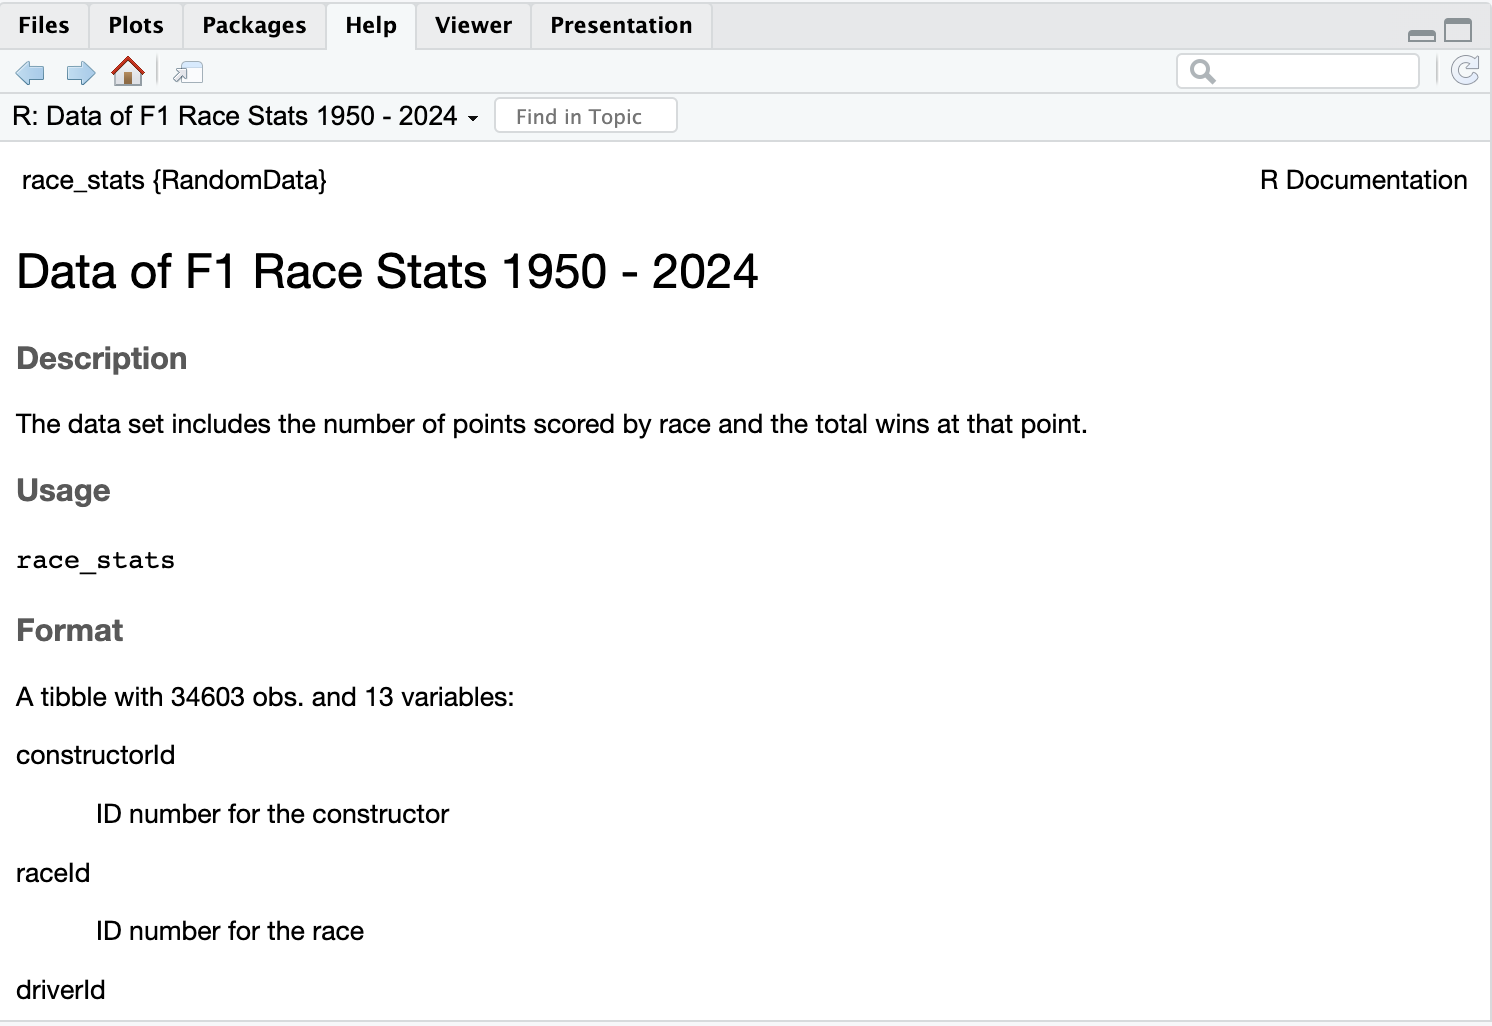 Files Plots Packages Help Viewer Presentation
R: Data of F1 Race Stats 1950 - 2024 Find in Topic
race_stats {RandomData} R Documentation
Data of F1 Race Stats 1950 - 2024
Description
The data set includes the number of points scored by race and the total wins at that point.
Usage
race_stats
Format
A tibble with 34603 obs. and 13 variables:
constructorId
ID number for the constructor
raceId
ID number for the race
driverId